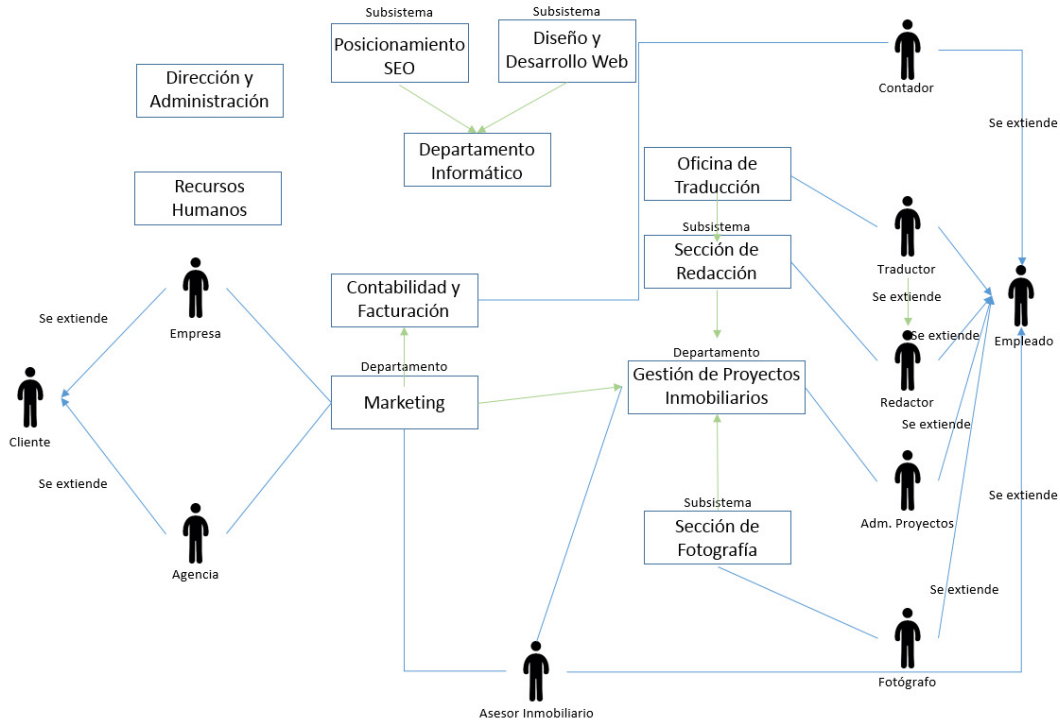 Subsistema
Subsistema
Posicionamiento
SEO
Diseño y
Desarrollo Web
Contador
Dirección y
Administración
Se extiende
Departamento
Informático
Oficina de
Traducción
Recursos
Humanos
Subsistema
Sección de
Redacción
Traductor
Se extiende
Contabilidad y
Facturación
Se extiende
Empresa
Se extiende
Empleado
Departamento
Marketing
Departamento
Gestión de Proyectos
Inmobiliarios
Redactor
Cliente
Se extiende
Se extiende
Se extiende
Subsistema
Sección de
Fotografía
Adm. Proyectos
Agencia
Se extiende
Fotógrafo
Asesor Inmobiliario